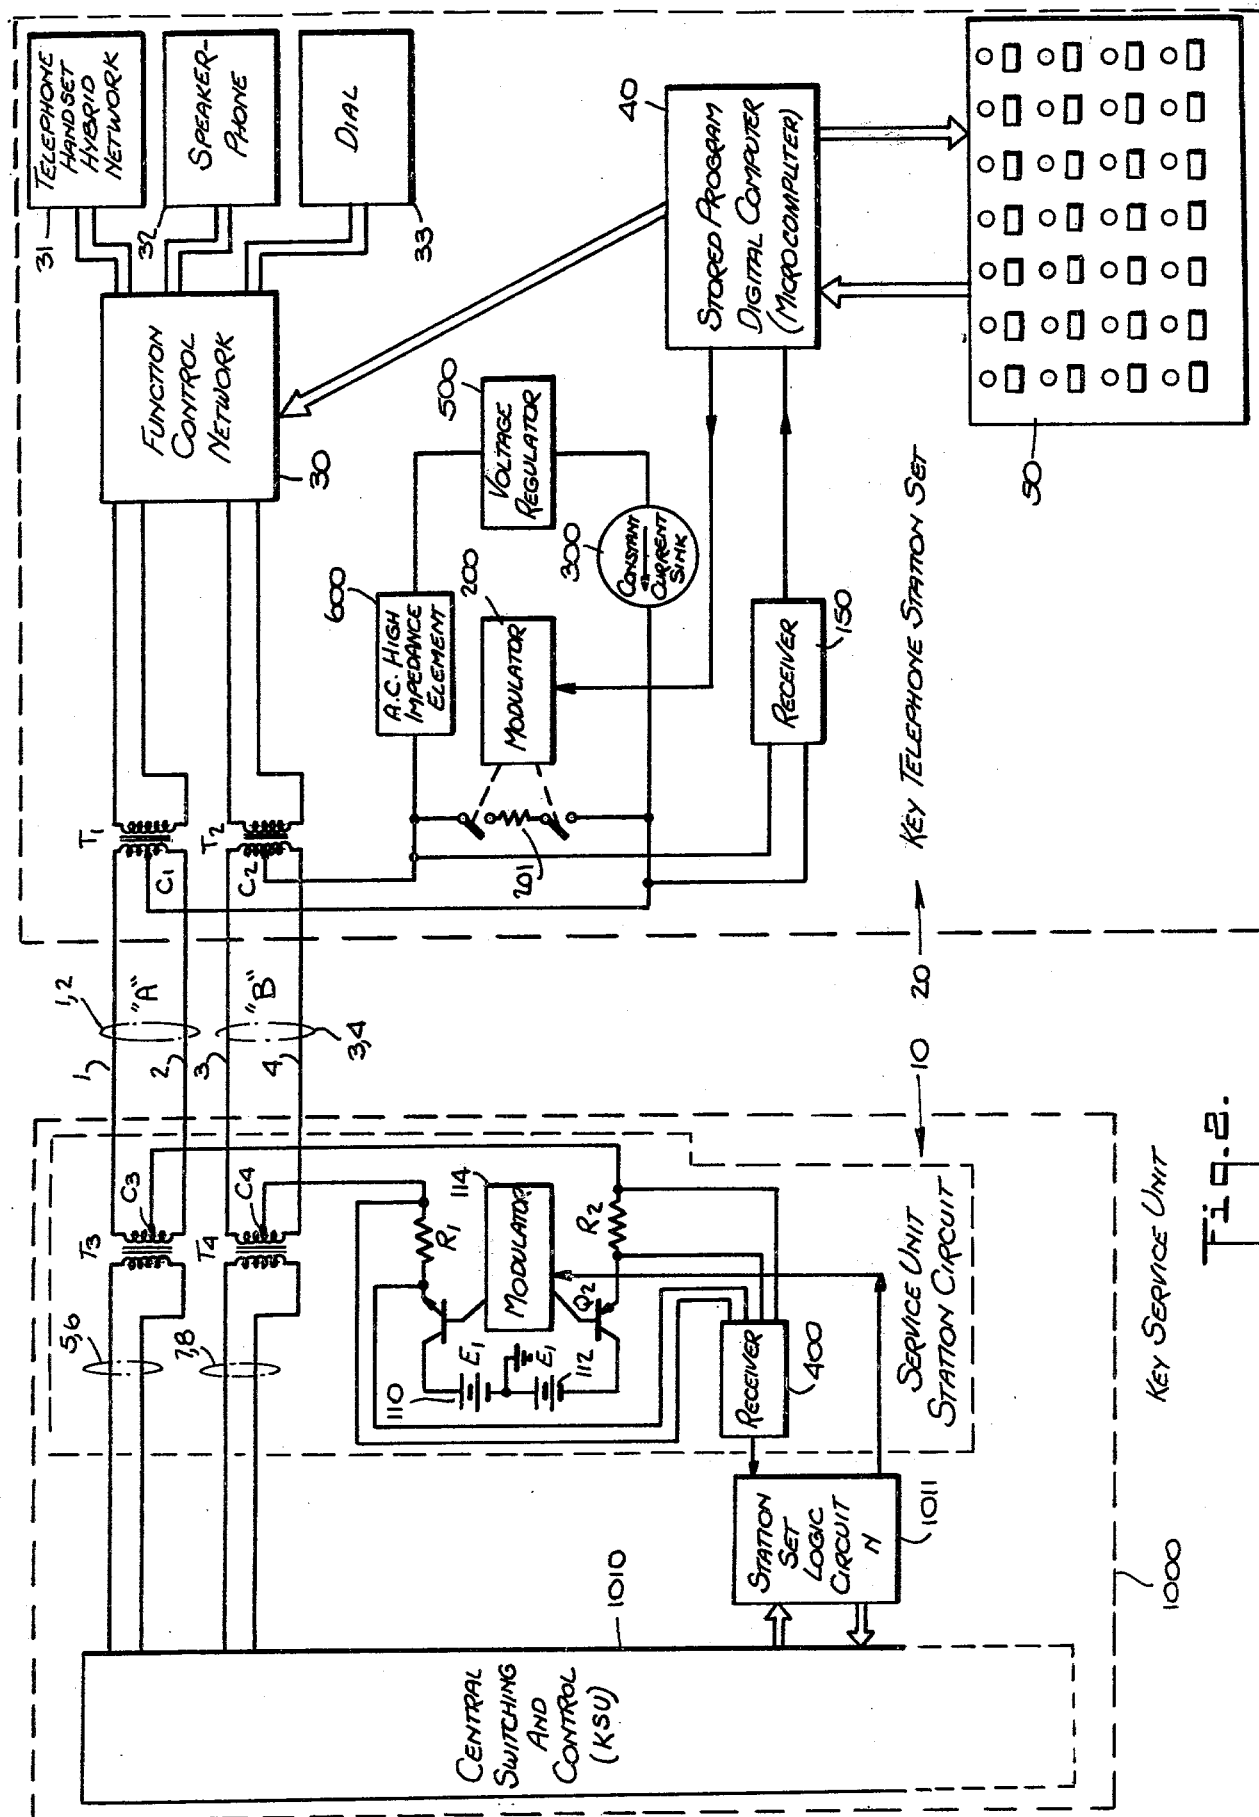 TELEPHONE
HANDSET
HYBRID
NETWORK
31
SPEAKER-
PHONE
32
DIAL
33
FUNCTION
CONTROL
NETWORK
30
STORED PROGRAM
DIGITAL COMPUTER
(MICROCOMPUTER)
40
50
VOLTAGE
REGULATOR
500
A.C. HIGH
IMPEDANCE
ELEMENT
600
MODULATOR
200
201
CONSTANT
CURRENT
SINK
300
RECEIVER
150
KEY TELEPHONE STATION SET
20
T1
C1
T2
C2
1,2
"A"
1
2
"B"
3
4
3,4
10
T3
C3
T4
C4
5,6
7,8
R1
114
MODULATOR
R2
Q2
110
E1
E1
112
RECEIVER
400
SERVICE UNIT
STATION CIRCUIT
STATION
SET
LOGIC
CIRCUIT
N
1011
CENTRAL
SWITCHING
AND
CONTROL
(KSU)
1010
1000
KEY SERVICE UNIT
Fig. 2.